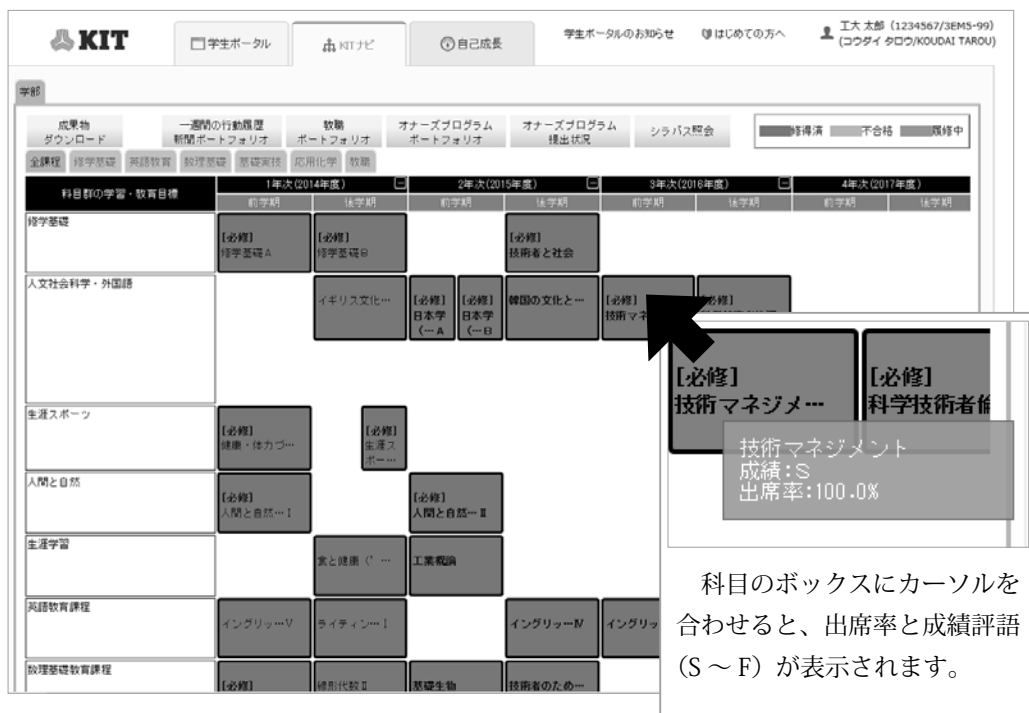 KIT
学生ポータル
KITナビ
自己成長
学生ポータルのお知らせ
はじめての方へ
工大 太郎 (1234567/3EM5-99)
(コウダイ タロウ/KOUDAI TAROU)
学部
成果物
ダウンロード
一週間の行動履歴
新聞ポートフォリオ
教職
ポートフォリオ
オナーズプログラム
ポートフォリオ
オナーズプログラム
提出状況
シラバス照会
修得済 不合格 履修中
全課程 修学基礎 英語教育 数理基礎 基礎実技 応用化学 教職
科目群の学習・教育目標
1年次(2014年度) 2年次(2015年度) 3年次(2016年度) 4年次(2017年度)
前学期 後学期 前学期 後学期 前学期 後学期 前学期 後学期
修学基礎
[必修]
修学基礎A
[必修]
修学基礎B
[必修]
技術者と社会
人文社会科学・外国語
イギリス文化…
[必修]
日本学
(…A
[必修]
日本学
(…B
韓国の文化と…
[必修]
技術マネ
[必修]
生涯スポーツ
[必修]
健康・体力づ…
[必修]
生涯ス
ポー…
人間と自然
[必修]
人間と自然…I
[必修]
人間と自然…II
生涯学習
食と健康(’…
工業概論
英語教育課程
イングリッ…V
ライティン…I
イングリッ…IV
イングリッ
数理基礎教育課程
[必修]
線形代数II
基礎生物
技術者のため…
[必修]
技術マネジメ…
[必修]
科学技術者倫
技術マネジメント
成績:S
出席率:100.0%
科目のボックスにカーソルを
合わせると、出席率と成績評語
(S ～ F) が表示されます。